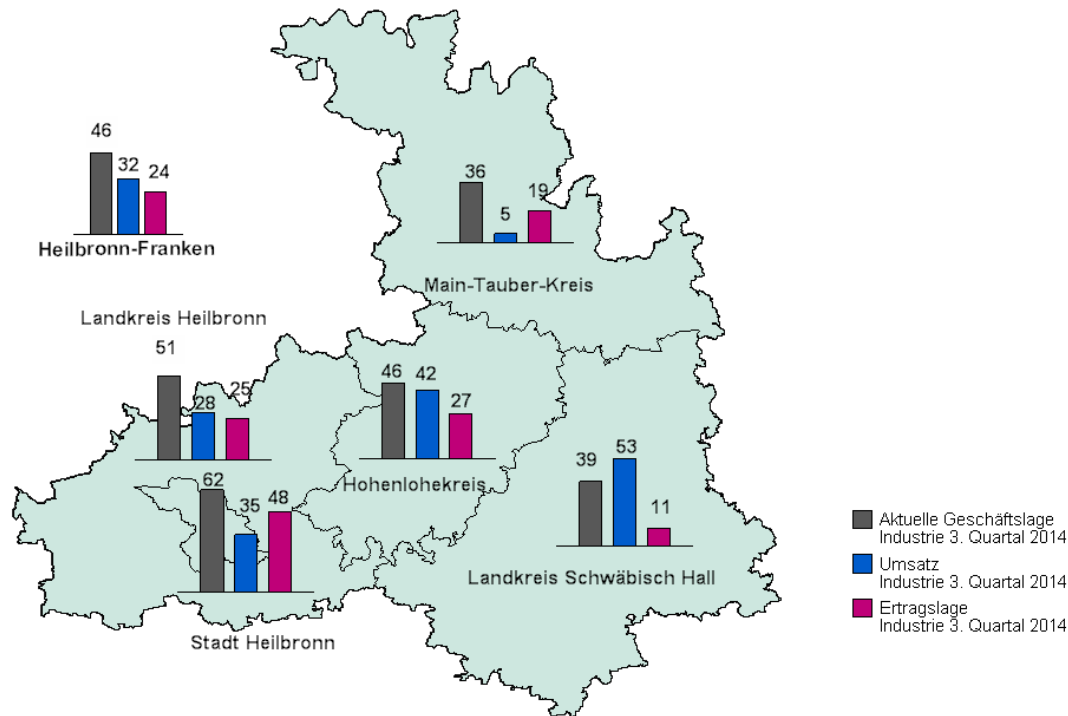 46
32
24
Heilbronn-Franken
36
5
19
Main-Tauber-Kreis
Landkreis Heilbronn
51
28
25
46
42
27
Hohenlohekreis
62
35
48
Stadt Heilbronn
39
53
11
Landkreis Schwäbisch Hall
Aktuelle Geschäftslage
Industrie 3. Quartal 2014
Umsatz
Industrie 3. Quartal 2014
Ertragslage
Industrie 3. Quartal 2014